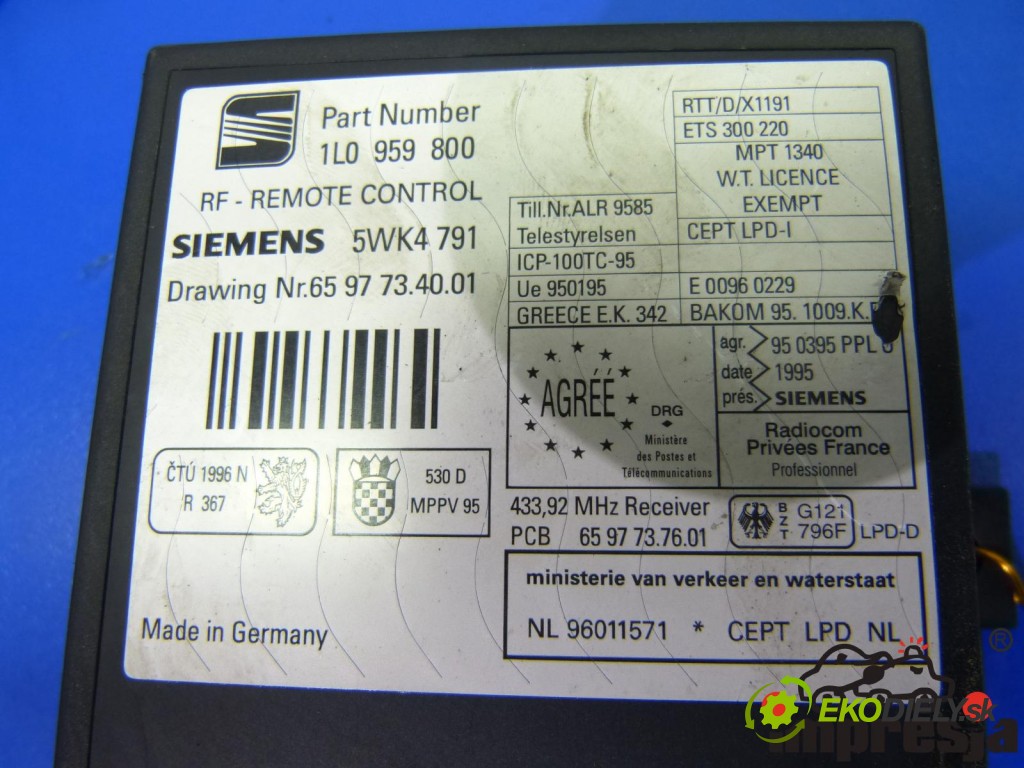 Part Number
1L0 959 800
RF - REMOTE CONTROL
SIEMENS 5WK4 791
Drawing Nr.65 97 73.40.01
RTT/D/X1191
ETS 300 220
MPT 1340
W.T. LICENCE
EXEMPT
Till.Nr.ALR 9585
Telestyrelsen
CEPT LPD-I
ICP-100TC-95
Ue 950195
E 0096 0229
GREECE E.K. 342
BAKOM 95. 1009.K.
AGRÉÉ
DRG
Ministère
des Postes et
Télécommunications
agr. 95 0395 PPL
date 1995
prés. SIEMENS
Radiocom
Privées France
Professionnel
ČTÚ 1996 N
R 367
530 D
MPPV 95
433,92 MHz Receiver
PCB 65 97 73.76.01
BZT
G121
796F
LPD-D
ministerie van verkeer en waterstaat
NL 96011571 * CEPT LPD NL
Made in Germany
®
EKODIELY.sk
impresja